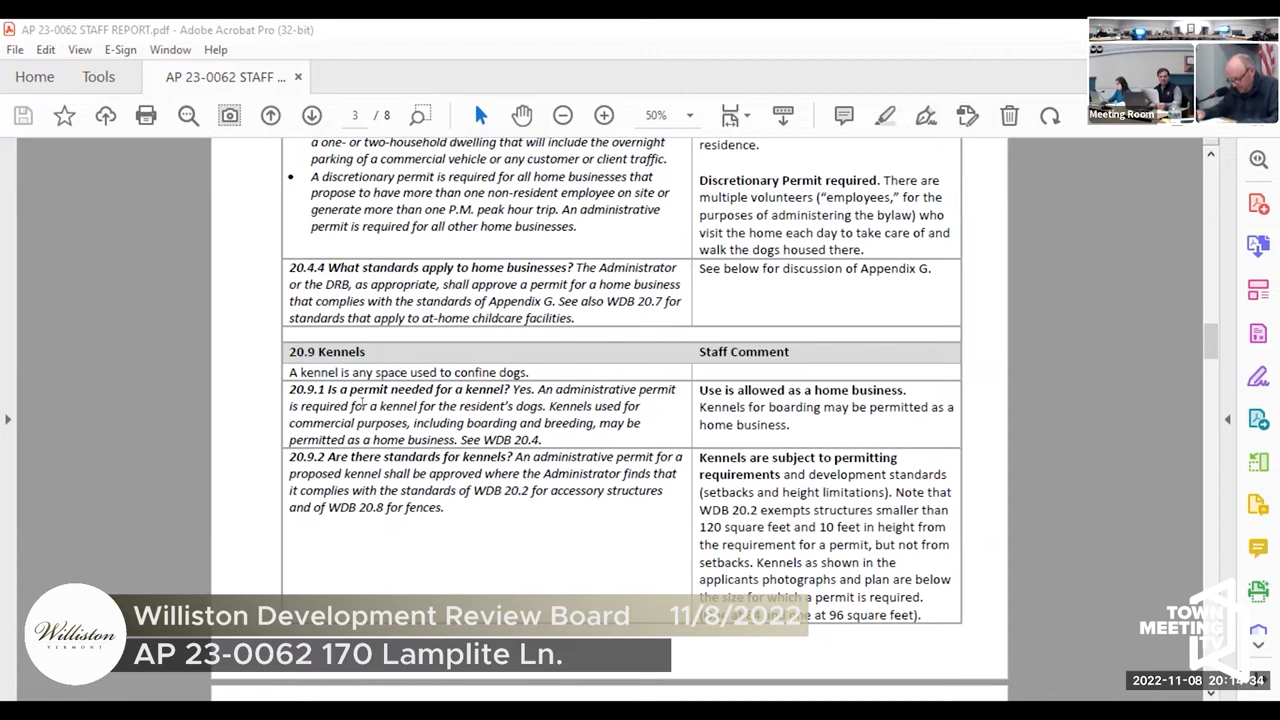 AP 23-0062 STAFF REPORT.pdf - Adobe Acrobat Pro (32-bit)
File Edit View E-Sign Window Help
Home Tools AP 23-0062 STAFF ... ×
3 / 8 50%
Meeting Room
a one- or two-household dwelling that will include the overnight
parking of a commercial vehicle or any customer or client traffic.
• A discretionary permit is required for all home businesses that
propose to have more than one non-resident employee on site or
generate more than one P.M. peak hour trip. An administrative
permit is required for all other home businesses.
residence.
Discretionary Permit required. There are
multiple volunteers (“employees,” for the
purposes of administering the bylaw) who
visit the home each day to take care of and
walk the dogs housed there.
20.4.4 What standards apply to home businesses? The Administrator
or the DRB, as appropriate, shall approve a permit for a home business
that complies with the standards of Appendix G. See also WDB 20.7 for
standards that apply to at-home childcare facilities.
See below for discussion of Appendix G.
20.9 Kennels
Staff Comment
A kennel is any space used to confine dogs.
20.9.1 Is a permit needed for a kennel? Yes. An administrative permit
is required for a kennel for the resident’s dogs. Kennels used for
commercial purposes, including boarding and breeding, may be
permitted as a home business. See WDB 20.4.
Use is allowed as a home business.
Kennels for boarding may be permitted as a
home business.
20.9.2 Are there standards for kennels? An administrative permit for a
proposed kennel shall be approved where the Administrator finds that
it complies with the standards of WDB 20.2 for accessory structures
and of WDB 20.8 for fences.
Kennels are subject to permitting
requirements and development standards
(setbacks and height limitations). Note that
WDB 20.2 exempts structures smaller than
120 square feet and 10 feet in height from
the requirement for a permit, but not from
setbacks. Kennels as shown in the
applicants photographs and plan are below
the size for which a permit is required.
at 96 square feet).
Williston
VERMONT
Williston Development Review Board 11/8/2022
AP 23-0062 170 Lamplite Ln.
TOWN
MEETING
TV
2022-11-08 20:14:34